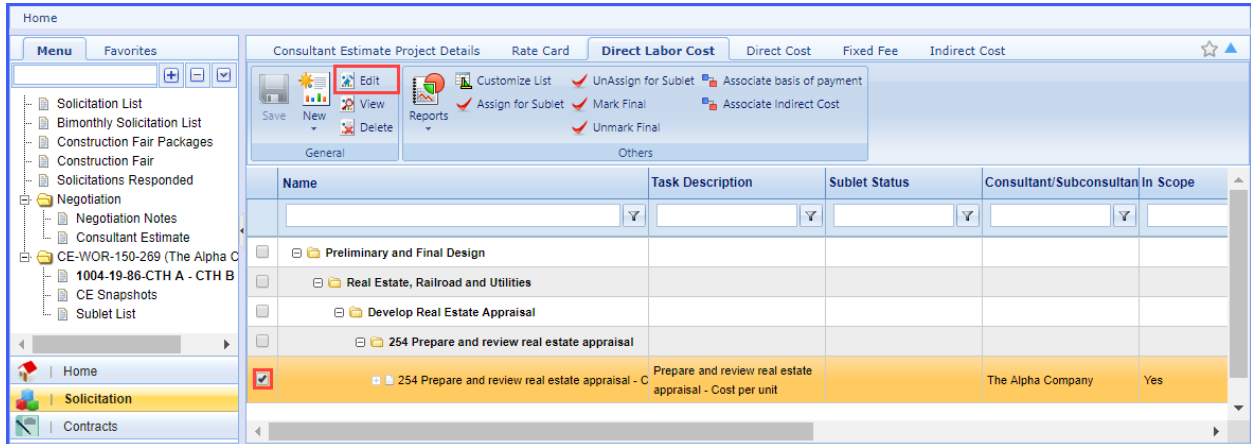 Home
Menu Favorites
Consultant Estimate Project Details Rate Card Direct Labor Cost Direct Cost Fixed Fee Indirect Cost
Solicitation List
Bimonthly Solicitation List
Construction Fair Packages
Construction Fair
Solicitations Responded
Negotiation
Negotiation Notes
Consultant Estimate
CE-WOR-150-269 (The Alpha C
1004-19-86-CTH A - CTH B
CE Snapshots
Sublet List
Home
Solicitation
Contracts
Save
New
Edit
View
Delete
General
Reports
Customize List
Assign for Sublet
UnAssign for Sublet
Mark Final
Unmark Final
Associate basis of payment
Associate Indirect Cost
Others
Name Task Description Sublet Status Consultant/Subconsultan In Scope
Preliminary and Final Design
Real Estate, Railroad and Utilities
Develop Real Estate Appraisal
254 Prepare and review real estate appraisal
254 Prepare and review real estate appraisal - C
Prepare and review real estate
appraisal - Cost per unit
The Alpha Company
Yes